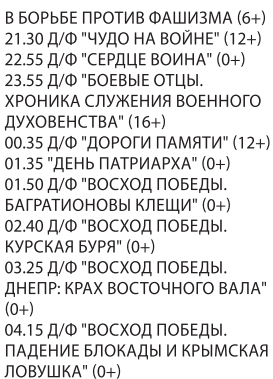 В БОРЬБЕ ПРОТИВ ФАШИЗМА (6+)
21.30 Д/Ф "ЧУДО НА ВОЙНЕ" (12+)
22.55 Д/Ф "СЕРДЦЕ ВОИНА" (0+)
23.55 Д/Ф "БОЕВЫЕ ОТЦЫ.
ХРОНИКА СЛУЖЕНИЯ ВОЕННОГО
ДУХОВЕНСТВА" (16+)
00.35 Д/Ф "ДОРОГИ ПАМЯТИ" (12+)
01.35 "ДЕНЬ ПАТРИАРХА" (0+)
01.50 Д/Ф "ВОСХОД ПОБЕДЫ.
БАГРАТИОНОВЫ КЛЕЩИ" (0+)
02.40 Д/Ф "ВОСХОД ПОБЕДЫ.
КУРСКАЯ БУРЯ" (0+)
03.25 Д/Ф "ВОСХОД ПОБЕДЫ.
ДНЕПР: КРАХ ВОСТОЧНОГО ВАЛА"
(0+)
04.15 Д/Ф "ВОСХОД ПОБЕДЫ.
ПАДЕНИЕ БЛОКАДЫ И КРЫМСКАЯ
ЛОВУШКА" (0+)